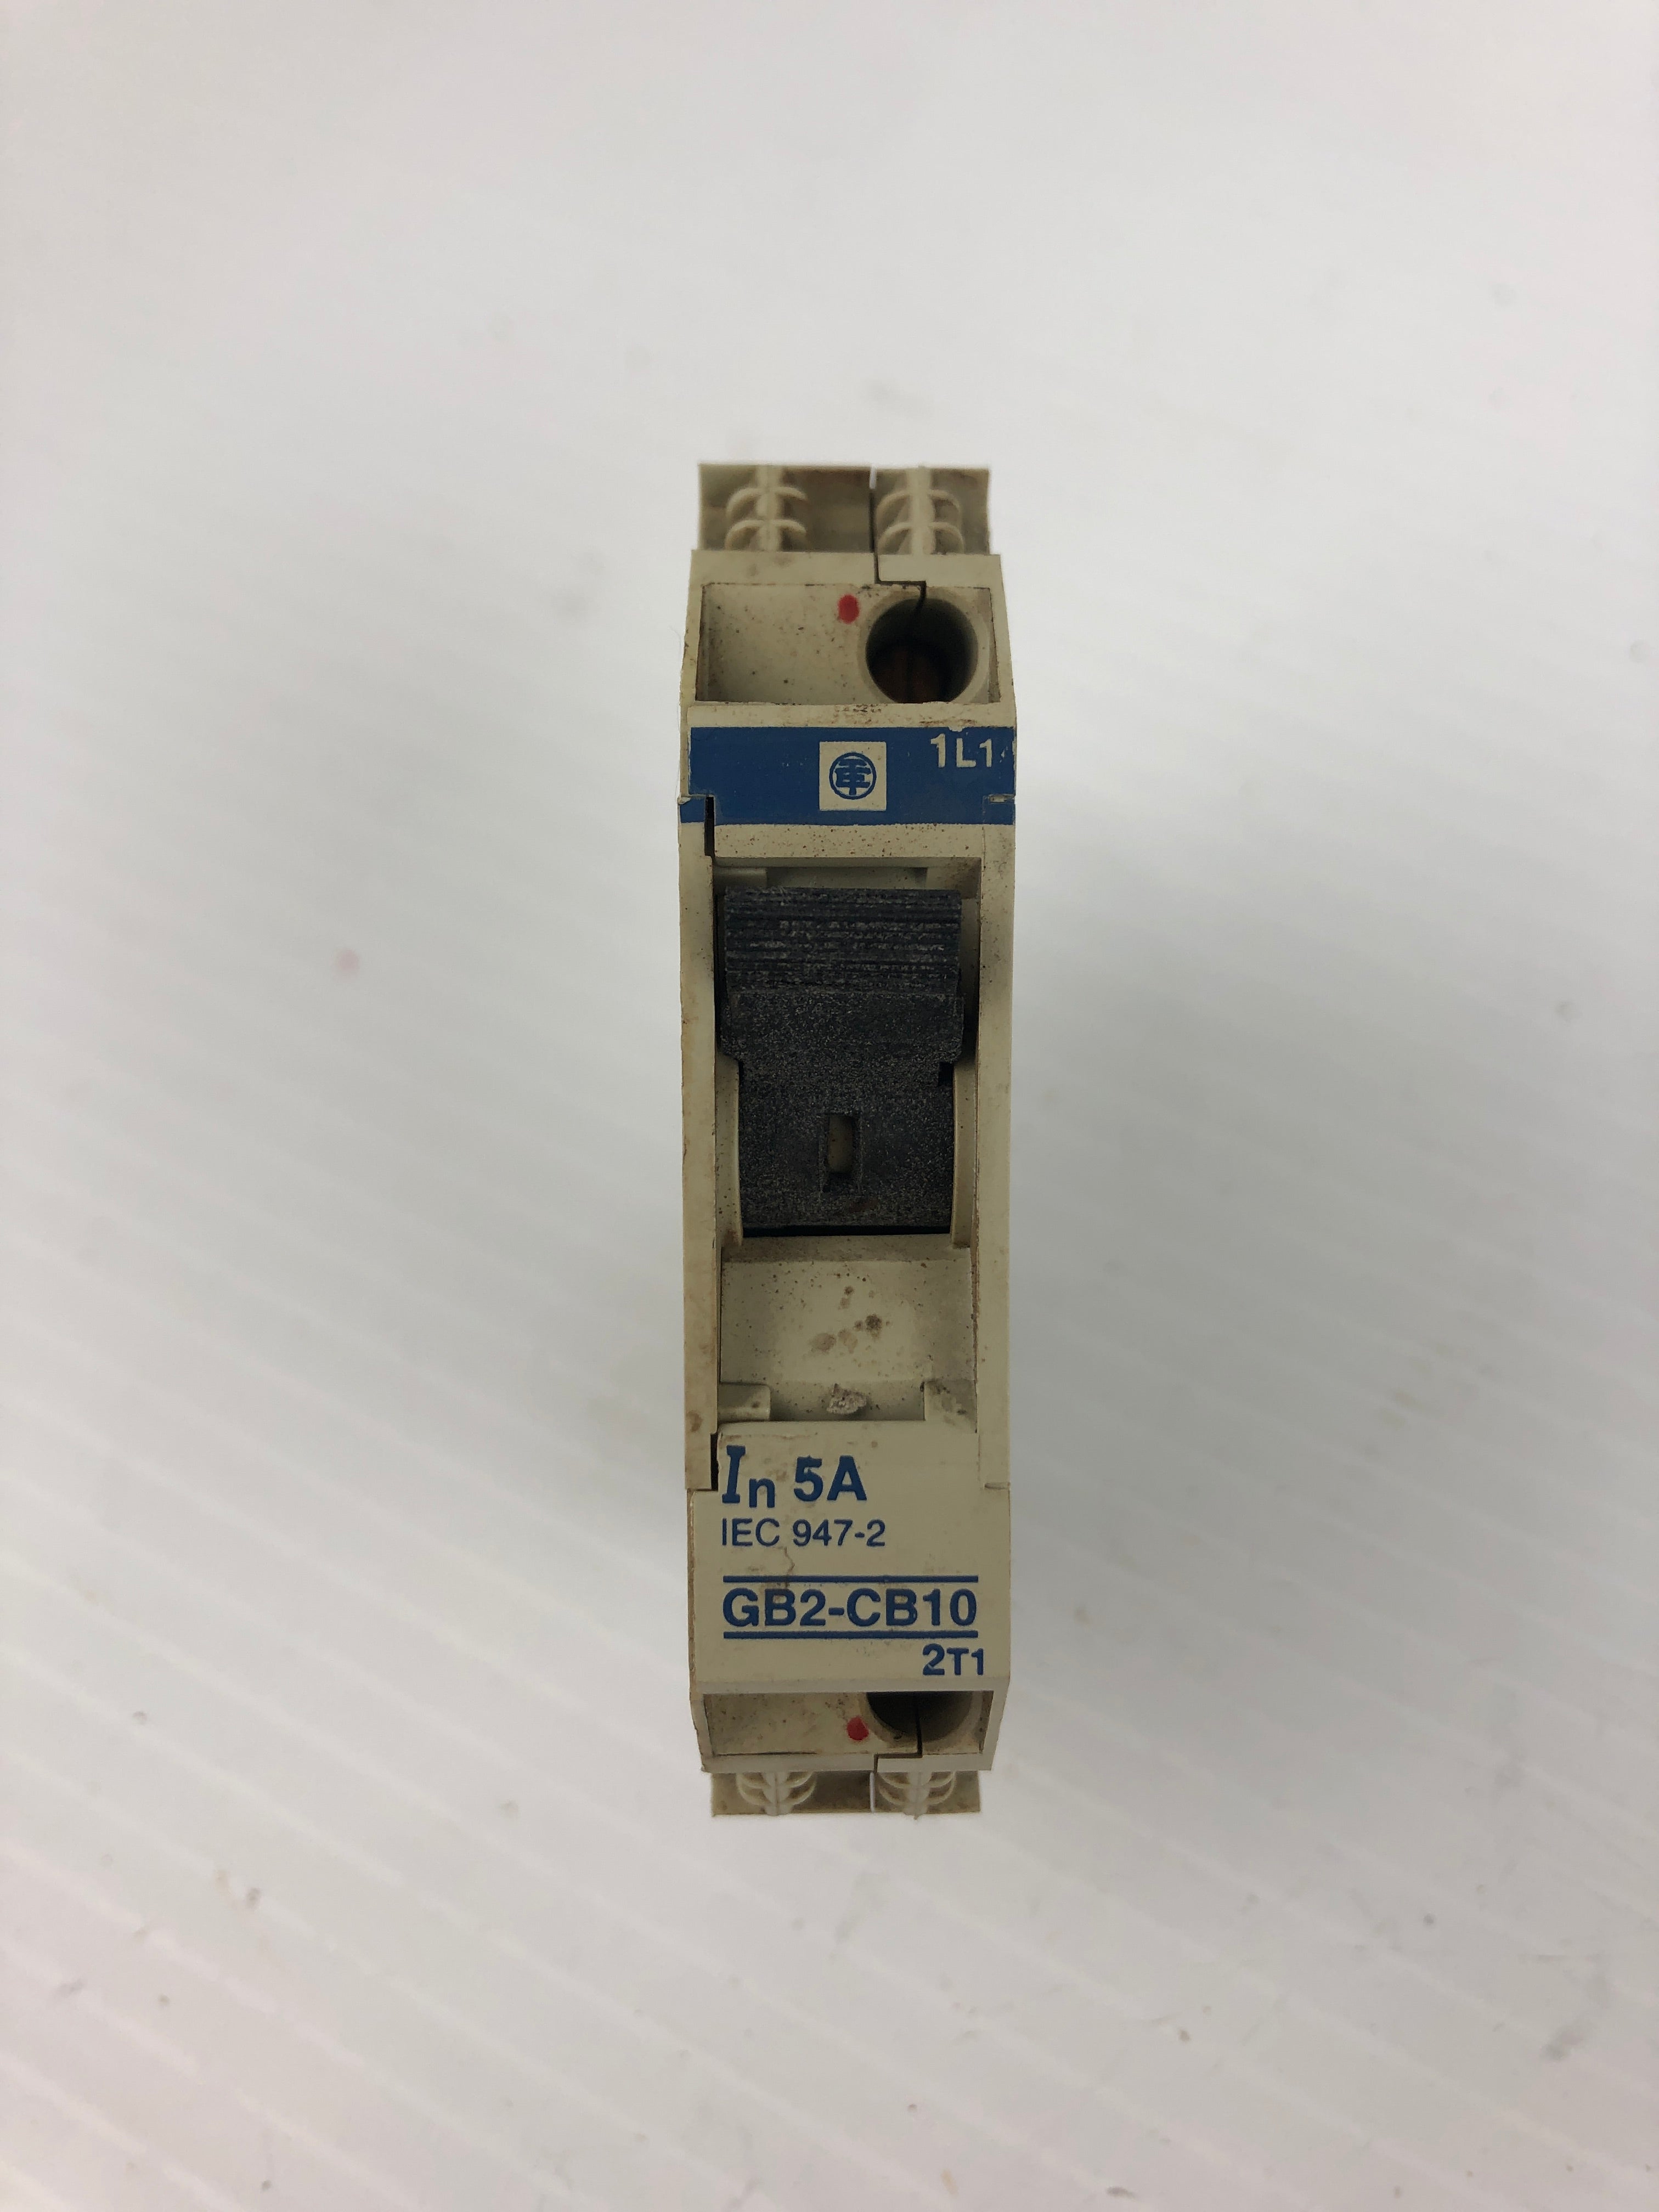 1L1
In 5A
IEC 947-2
GB2-CB10
2T1